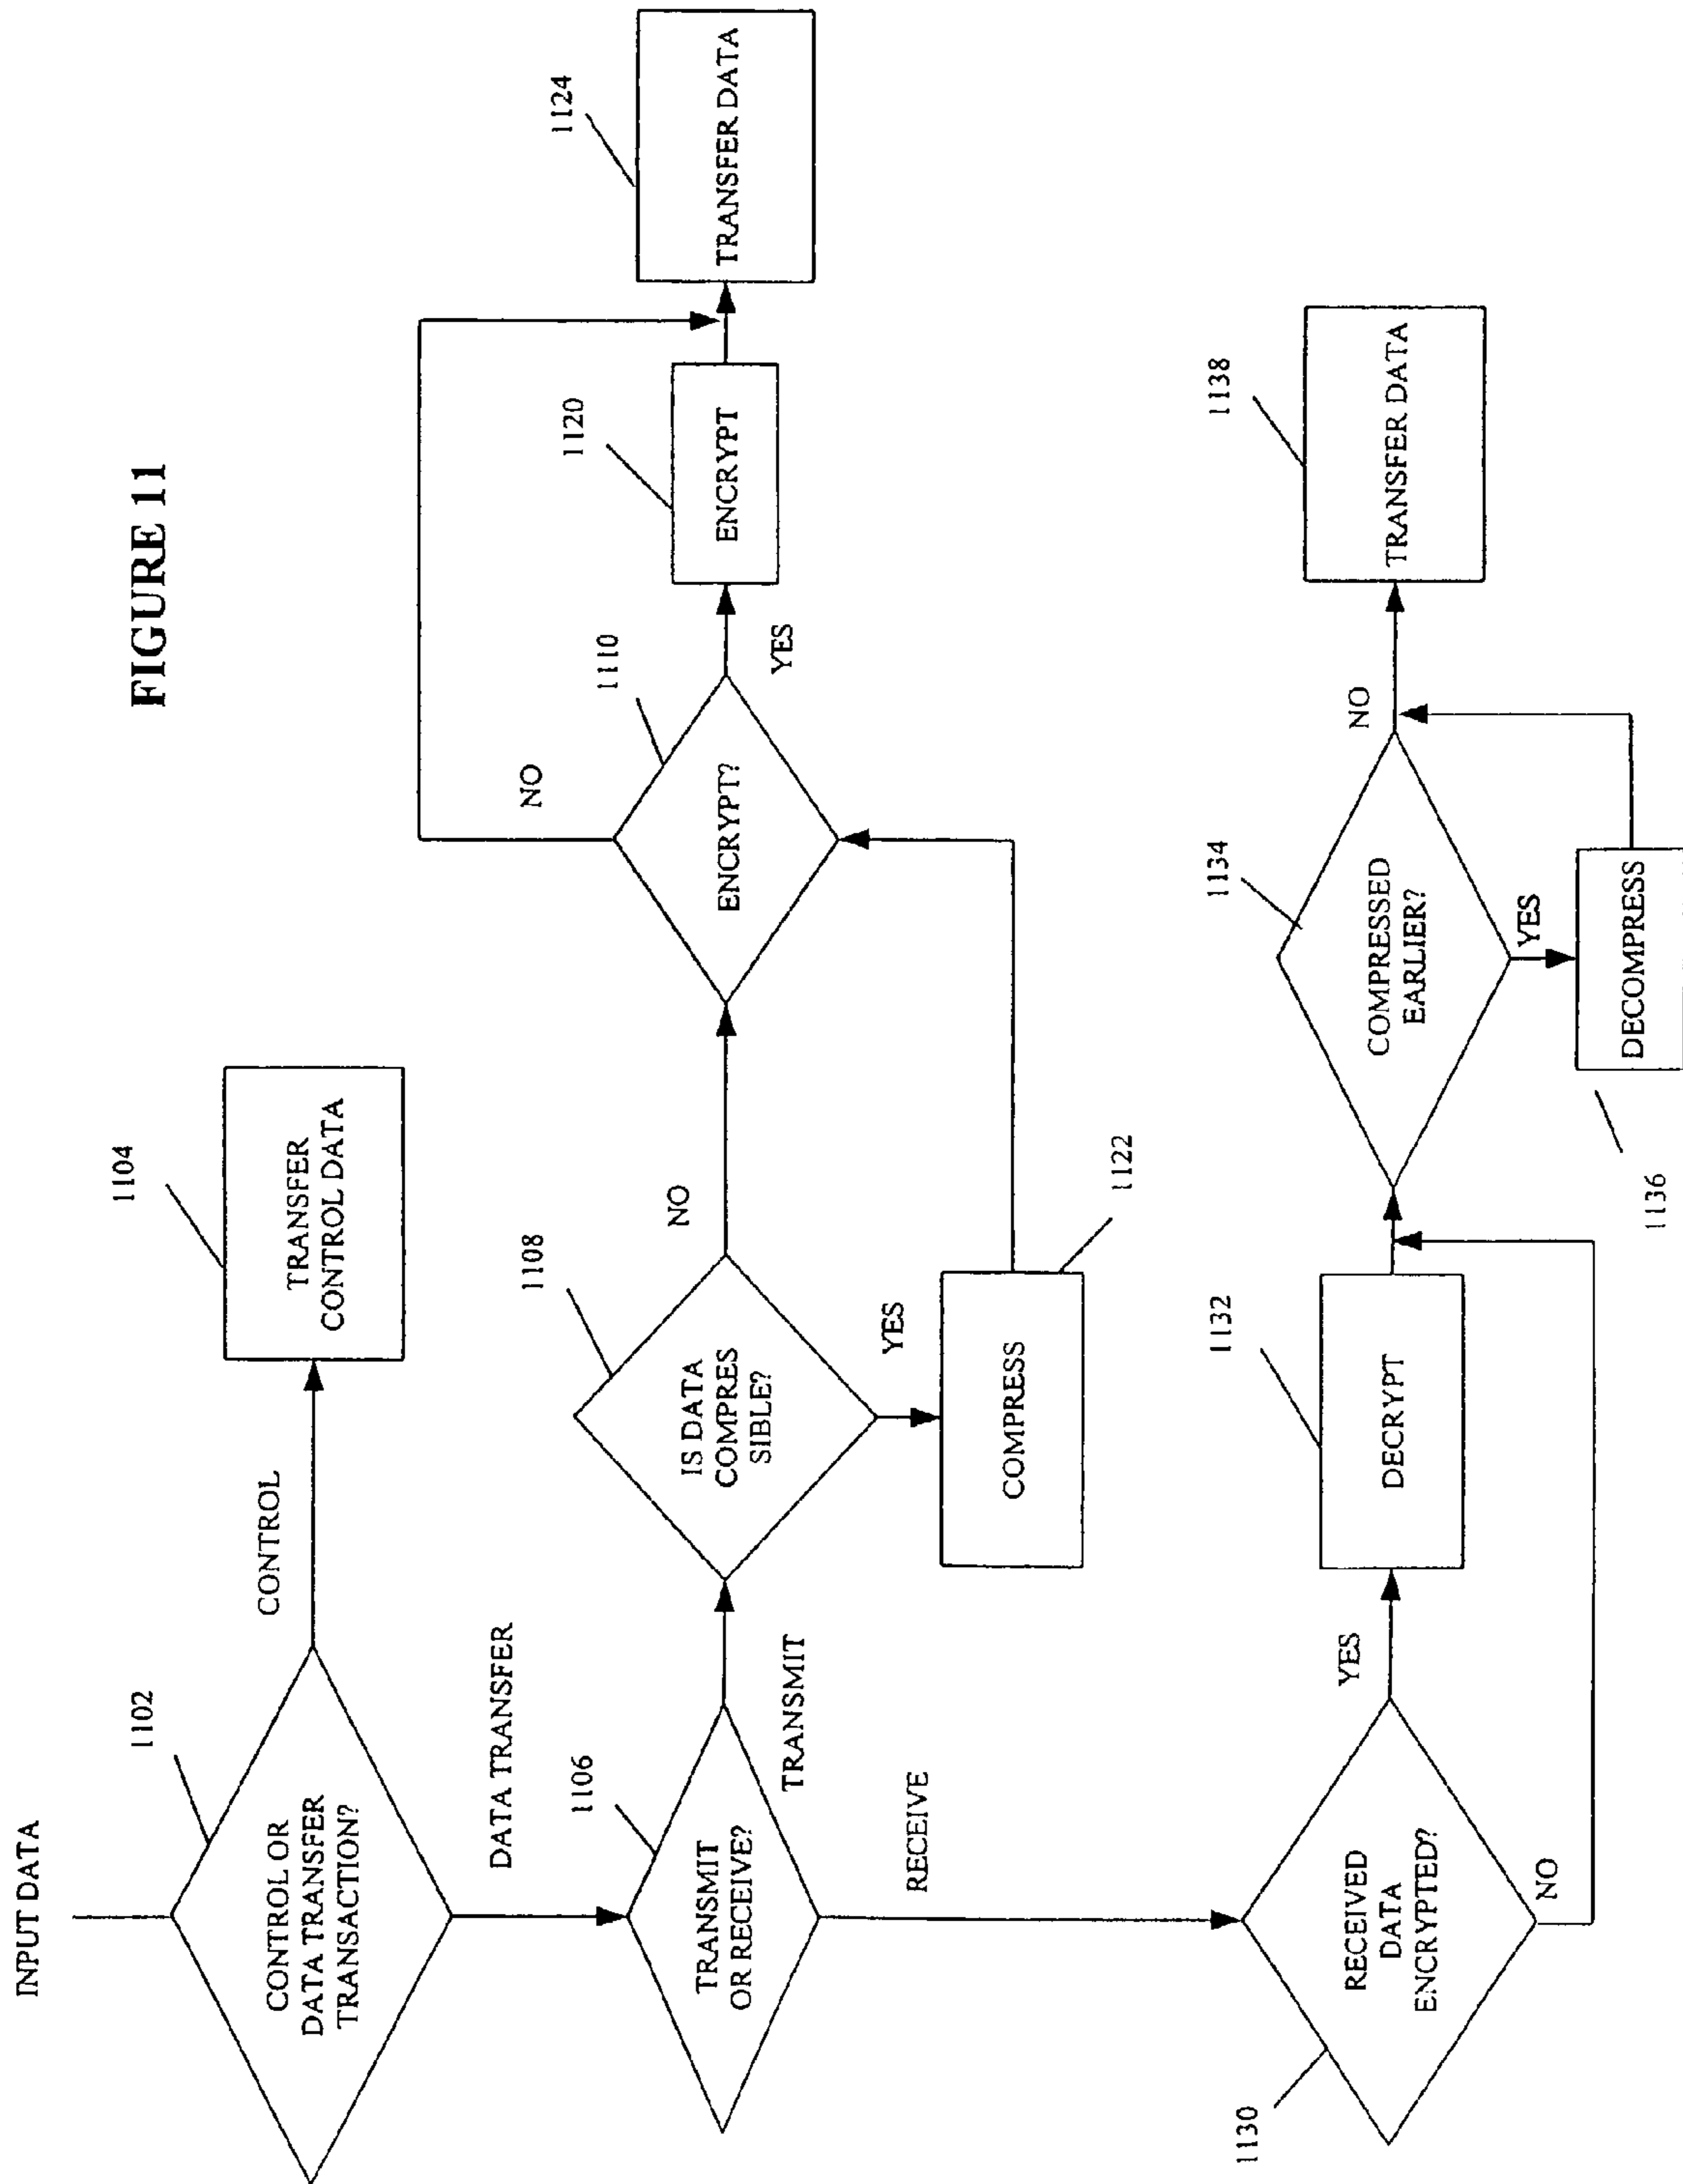 FIGURE 11
INPUT DATA
1102
CONTROL OR
DATA TRANSFER
TRANSACTION?
CONTROL
1104
TRANSFER
CONTROL DATA
DATA TRANSFER
1106
TRANSMIT
OR RECEIVE?
TRANSMIT
1108
IS DATA
COMPRES
SIBLE?
NO
YES
COMPRESS
1122
1110
ENCRYPT?
NO
YES
1120
ENCRYPT
1124
TRANSFER DATA
RECEIVE
1130
RECEIVED
DATA
ENCRYPTED?
YES
NO
1132
DECRYPT
1134
COMPRESSED
EARLIER?
NO
YES
1136
DECOMPRESS
1138
TRANSFER DATA